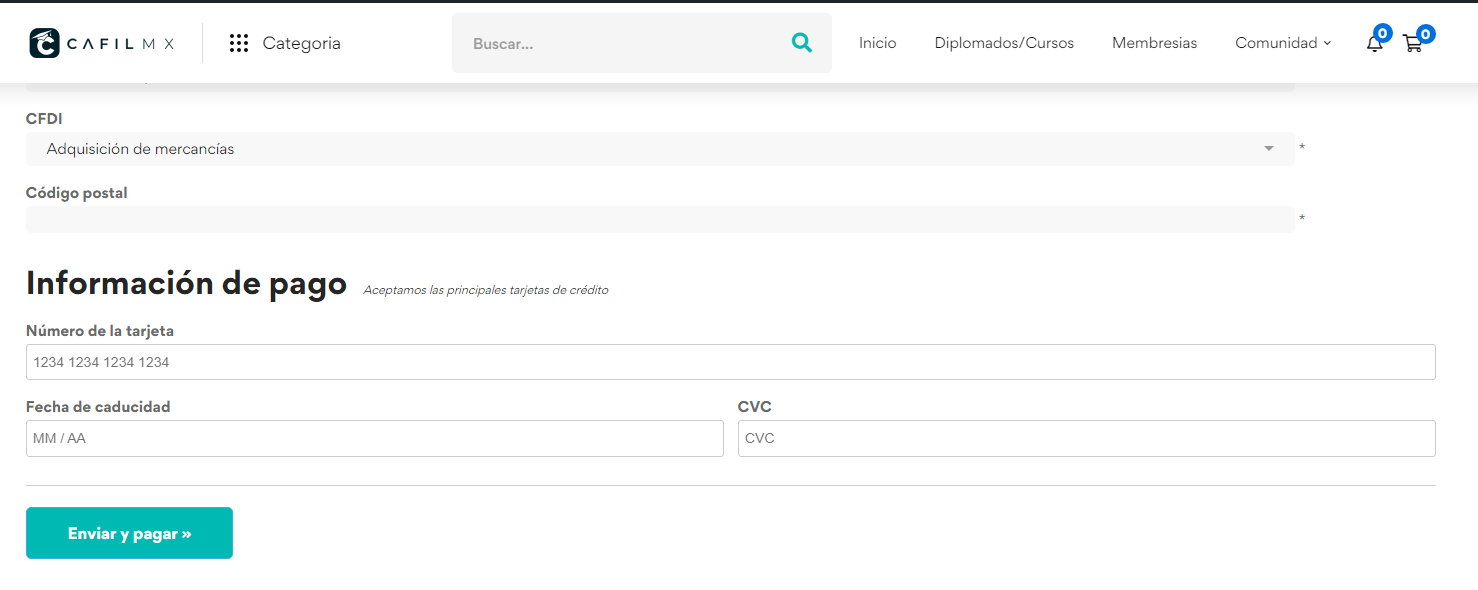 CAFILMX
Categoria
Buscar...
Inicio
Diplomados/Cursos
Membresias
Comunidad
0
0
CFDI
Adquisición de mercancías
*
Código postal
*
Información de pago
Aceptamos las principales tarjetas de crédito
Número de la tarjeta
1234 1234 1234 1234
Fecha de caducidad
CVC
MM / AA
CVC
Enviar y pagar »